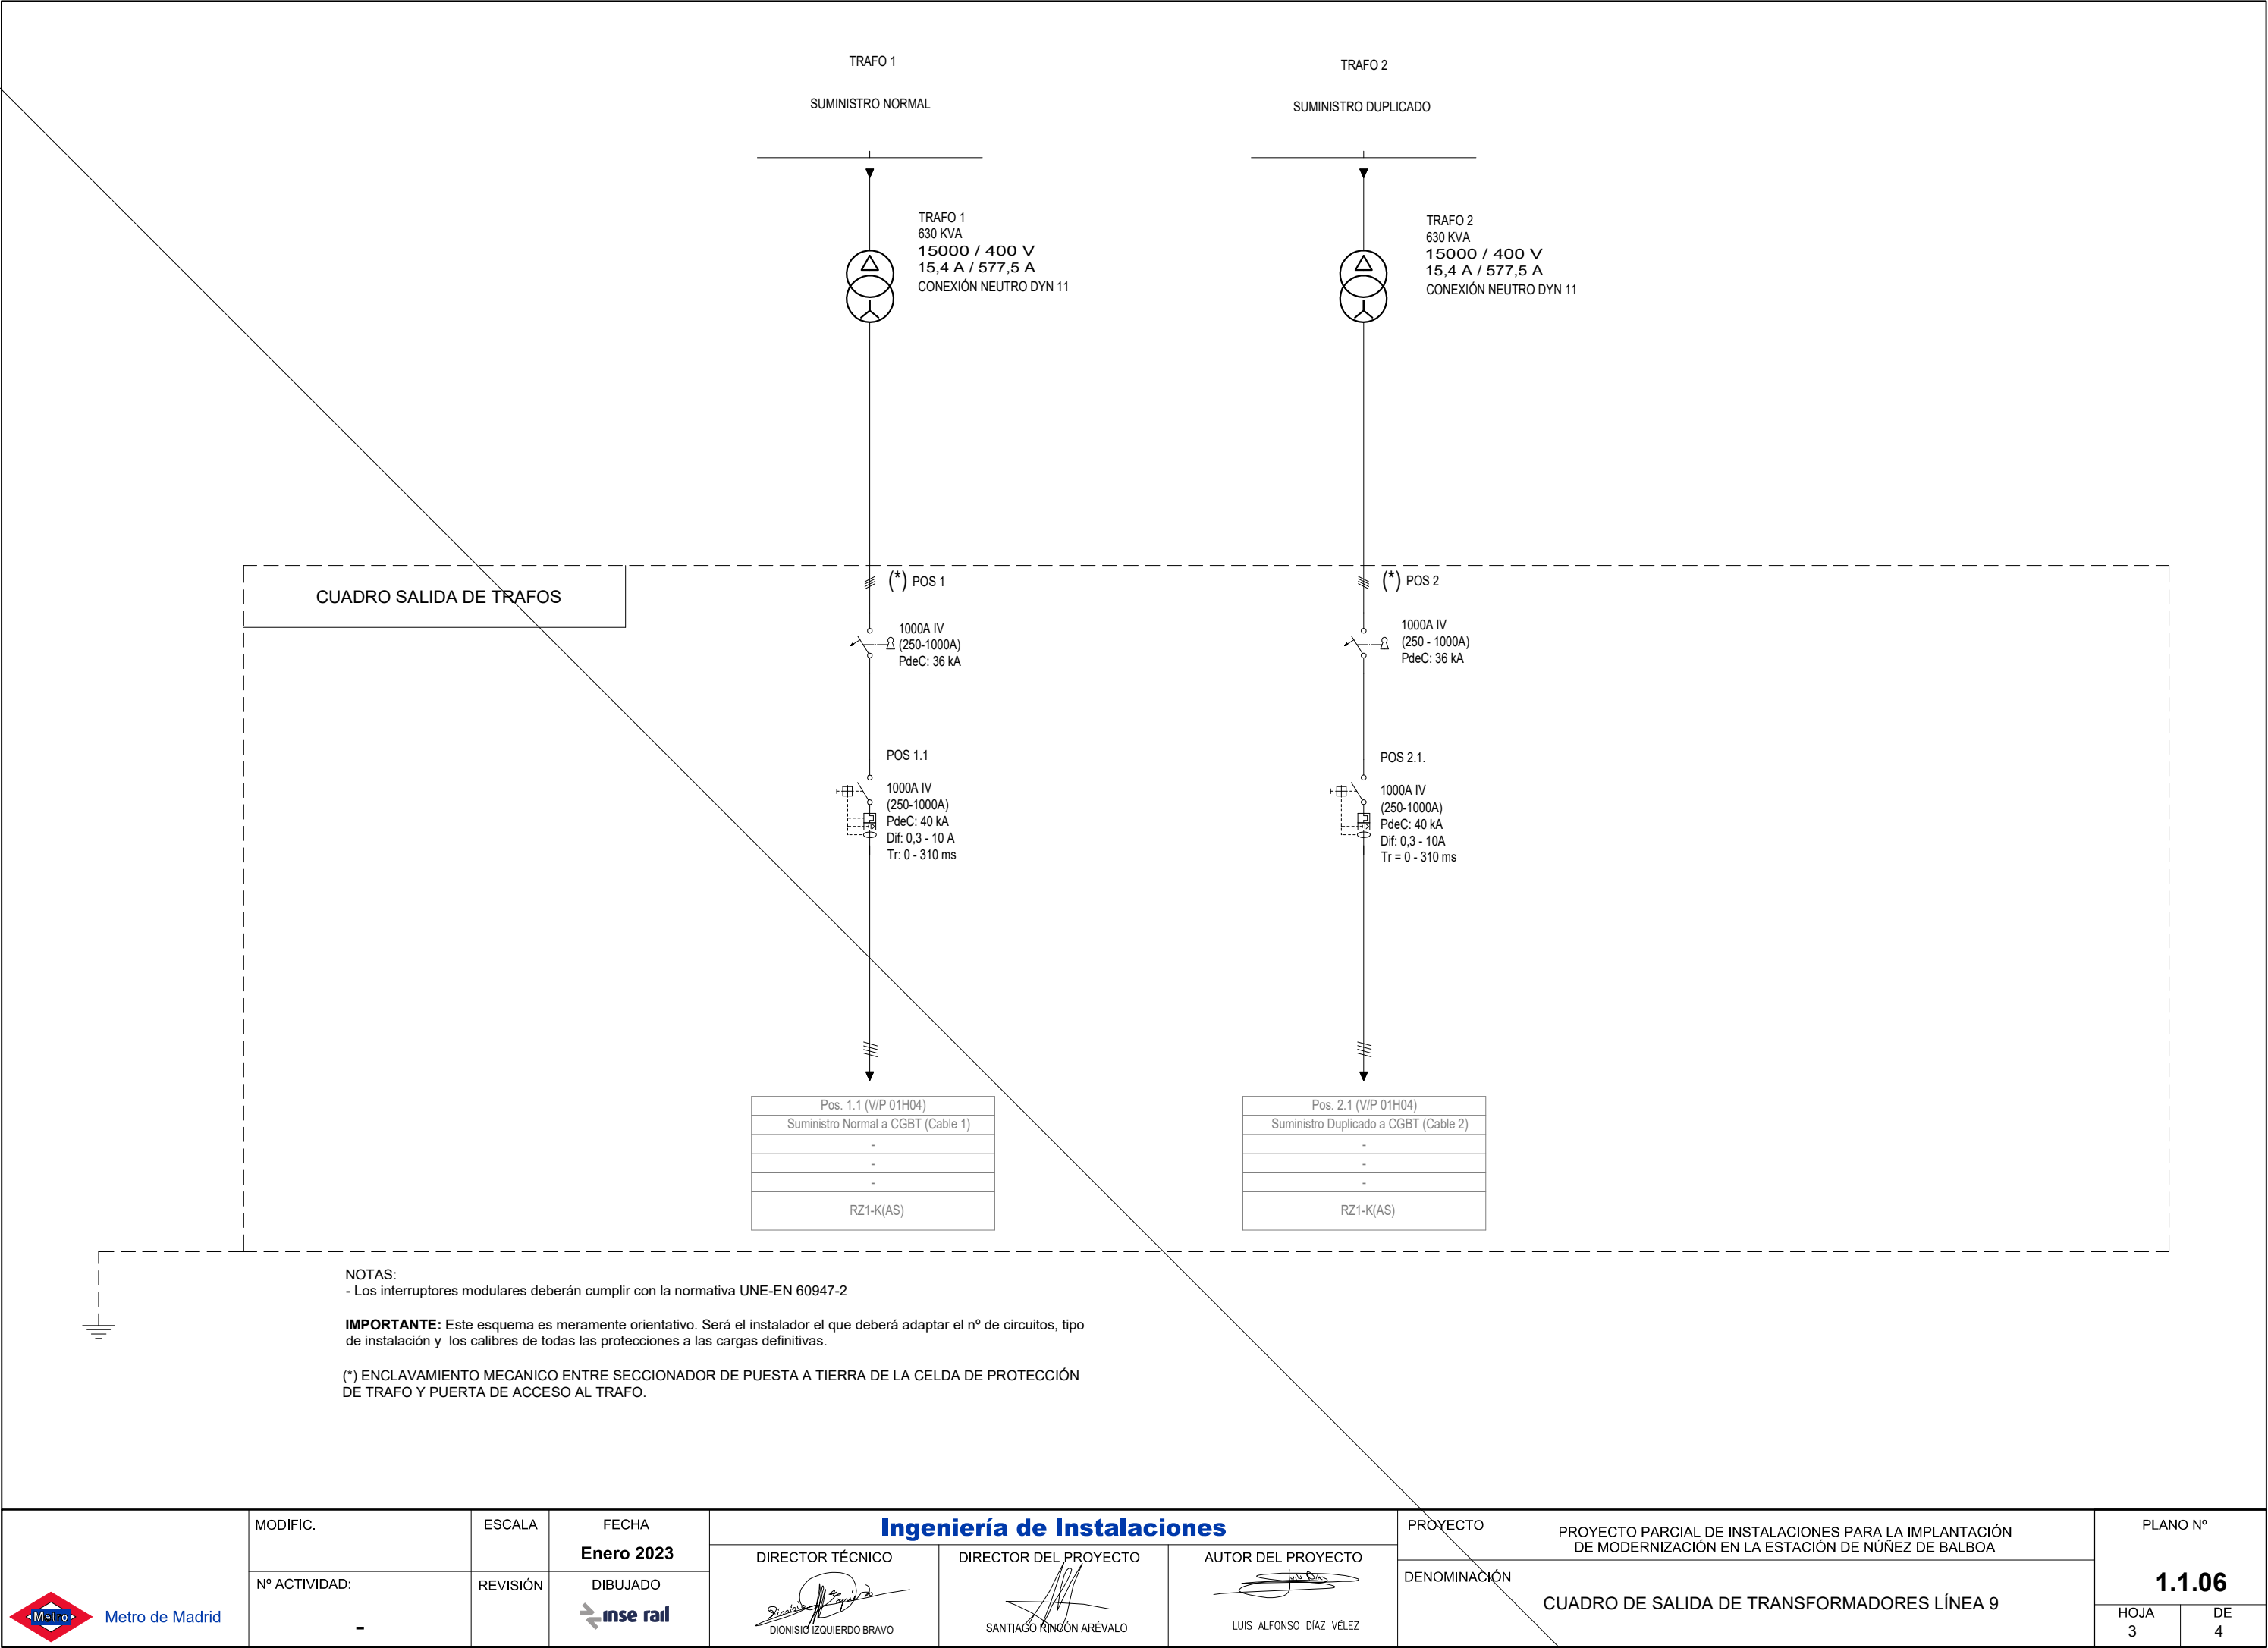 TRAFO 1
SUMINISTRO NORMAL
TRAFO 2
SUMINISTRO DUPLICADO
TRAFO 1
630 KVA
15000 / 400 V
15,4 A / 577,5 A
CONEXIÓN NEUTRO DYN 11
TRAFO 2
630 KVA
15000 / 400 V
15,4 A / 577,5 A
CONEXIÓN NEUTRO DYN 11
CUADRO SALIDA DE TRAFOS
(*) POS 1
1000A IV
(250-1000A)
PdeC: 36 kA
POS 1.1
1000A IV
(250-1000A)
PdeC: 40 kA
Dif: 0,3 - 10 A
Tr: 0 - 310 ms
(*) POS 2
1000A IV
(250 - 1000A)
PdeC: 36 kA
POS 2.1.
1000A IV
(250-1000A)
PdeC: 40 kA
Dif: 0,3 - 10A
Tr = 0 - 310 ms
Pos. 1.1 (V/P 01H04)
Suministro Normal a CGBT (Cable 1)
-
-
-
RZ1-K(AS)
Pos. 2.1 (V/P 01H04)
Suministro Duplicado a CGBT (Cable 2)
-
-
-
RZ1-K(AS)
NOTAS:
- Los interruptores modulares deberán cumplir con la normativa UNE-EN 60947-2
IMPORTANTE: Este esquema es meramente orientativo. Será el instalador el que deberá adaptar el nº de circuitos, tipo
de instalación y los calibres de todas las protecciones a las cargas definitivas.
(*) ENCLAVAMIENTO MECANICO ENTRE SECCIONADOR DE PUESTA A TIERRA DE LA CELDA DE PROTECCIÓN
DE TRAFO Y PUERTA DE ACCESO AL TRAFO.
Metro
Metro de Madrid
MODIFIC.
Nº ACTIVIDAD:
-
ESCALA
REVISIÓN
FECHA
Enero 2023
DIBUJADO
inse rail
Ingeniería de Instalaciones
DIRECTOR TÉCNICO
DIONISIO IZQUIERDO BRAVO
DIRECTOR DEL PROYECTO
SANTIAGO RINCÓN ARÉVALO
AUTOR DEL PROYECTO
LUIS ALFONSO DÍAZ VÉLEZ
PROYECTO
PROYECTO PARCIAL DE INSTALACIONES PARA LA IMPLANTACIÓN
DE MODERNIZACIÓN EN LA ESTACIÓN DE NÚÑEZ DE BALBOA
DENOMINACIÓN
CUADRO DE SALIDA DE TRANSFORMADORES LÍNEA 9
PLANO Nº
1.1.06
HOJA
3
DE
4